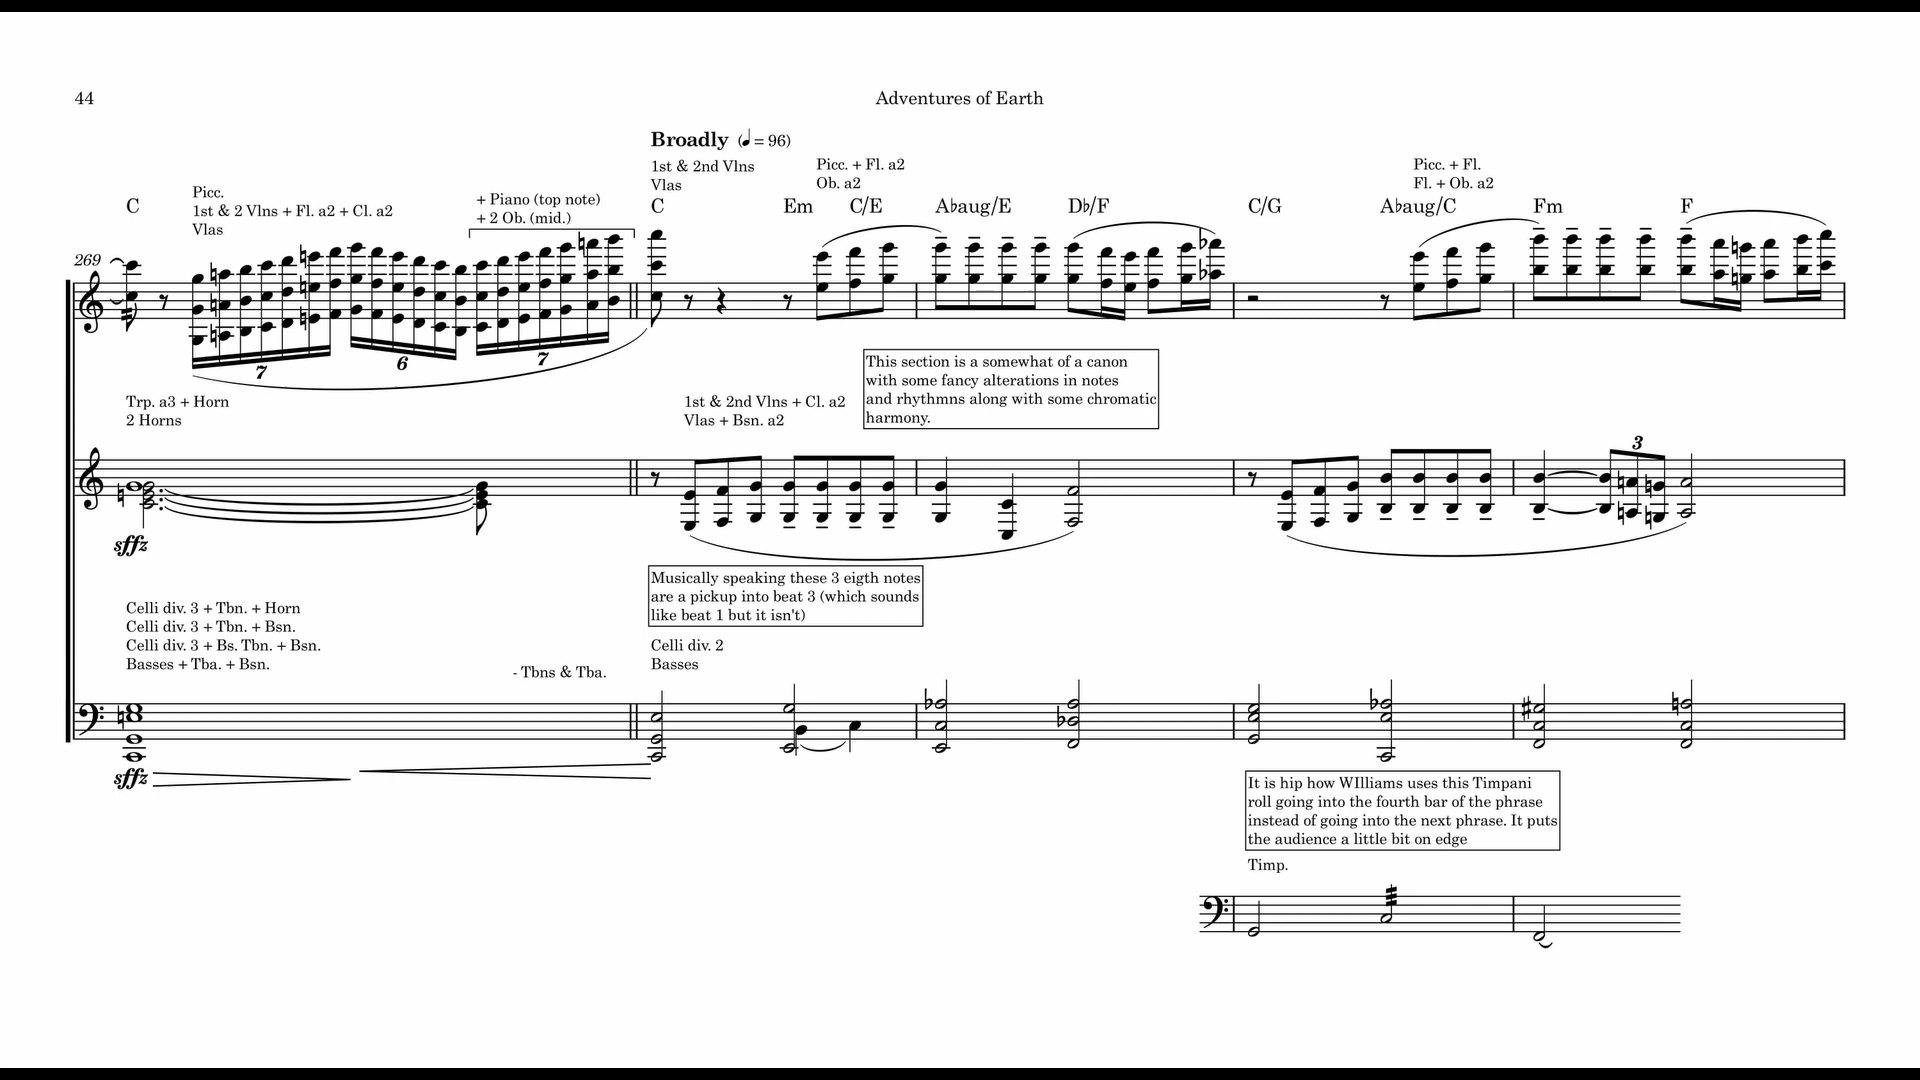 44
Adventures of Earth
Broadly (♩= 96)
1st & 2nd Vlns
Vlas
Picc. + Fl. a2
Ob. a2
Picc. + Fl.
Fl. + Ob. a2
Picc.
1st & 2 Vlns + Fl. a2 + Cl. a2
Vlas
+ Piano (top note)
+ 2 Ob. (mid.)
C C Em C/E A♭aug/E D♭/F C/G A♭aug/C Fm F
269
7 6 7
This section is a somewhat of a canon
with some fancy alterations in notes
and rhythmns along with some chromatic
harmony.
Trp. a3 + Horn
2 Horns
1st & 2nd Vlns + Cl. a2
Vlas + Bsn. a2
3
sffz
Musically speaking these 3 eigth notes
are a pickup into beat 3 (which sounds
like beat 1 but it isn't)
Celli div. 3 + Tbn. + Horn
Celli div. 3 + Tbn. + Bsn.
Celli div. 3 + Bs. Tbn. + Bsn.
Basses + Tba. + Bsn.
- Tbns & Tba.
Celli div. 2
Basses
sffz
It is hip how WIlliams uses this Timpani
roll going into the fourth bar of the phrase
instead of going into the next phrase. It puts
the audience a little bit on edge
Timp.